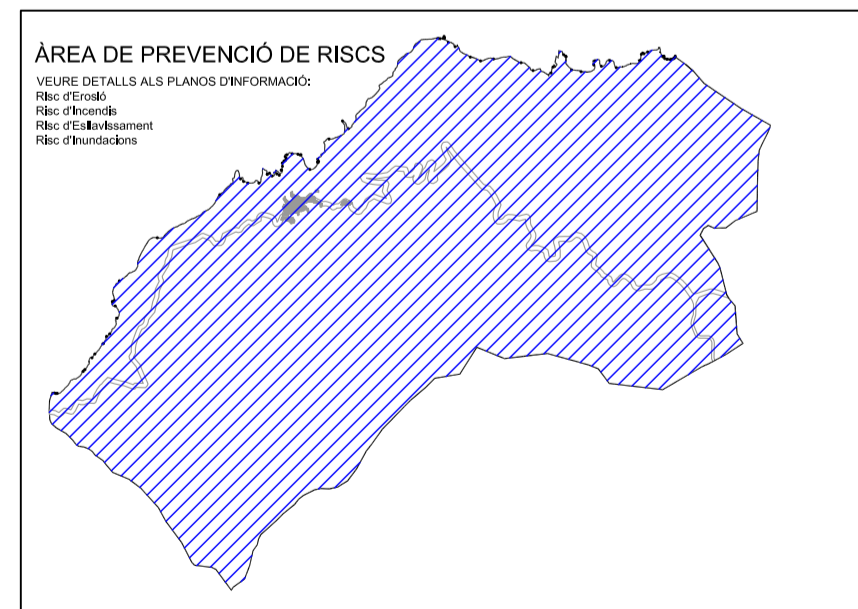 ÀREA DE PREVENCIÓ DE RISCS
VEURE DETALLS ALS PLANOS D'INFORMACIÓ:
Risc d'Erosió
Risc d'Incendis
Risc d'Esllavissament
Risc d'Inundacions